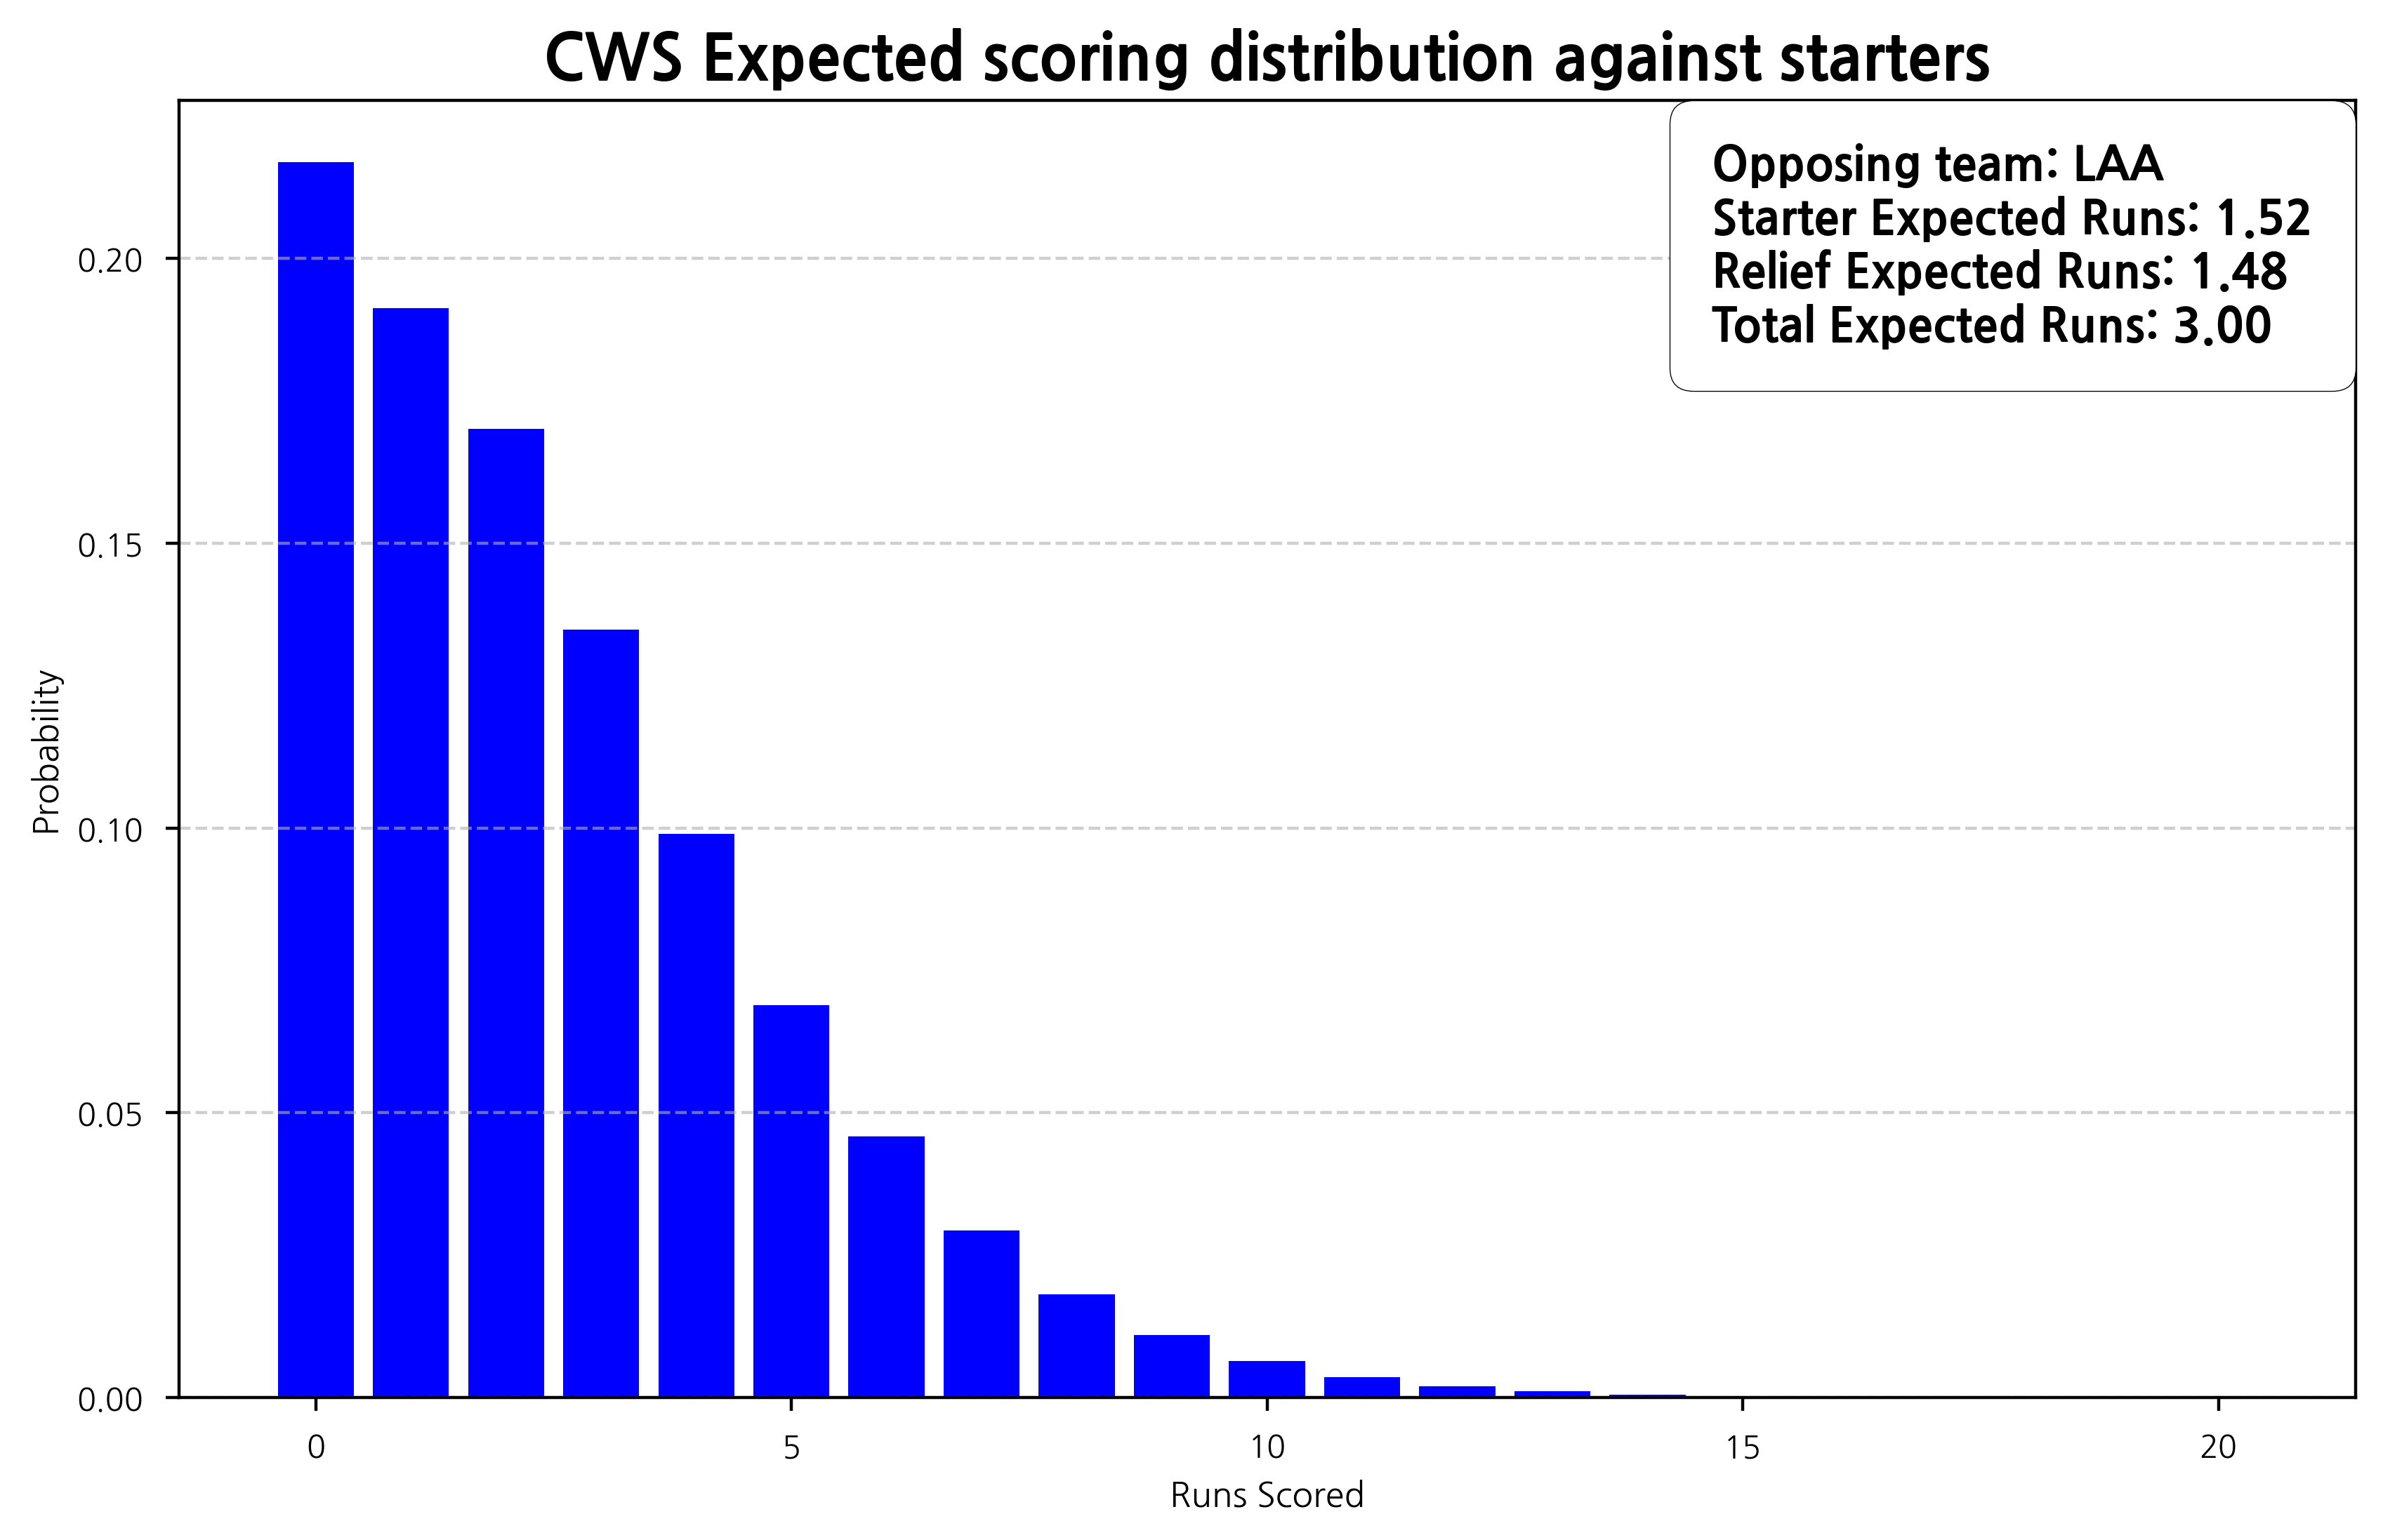 CWS Expected scoring distribution against starters
Opposing team: LAA
Starter Expected Runs: 1.52
Relief Expected Runs: 1.48
Total Expected Runs: 3.00
Probability
0.20
0.15
0.10
0.05
0.00
0 5 10 15 20
Runs Scored